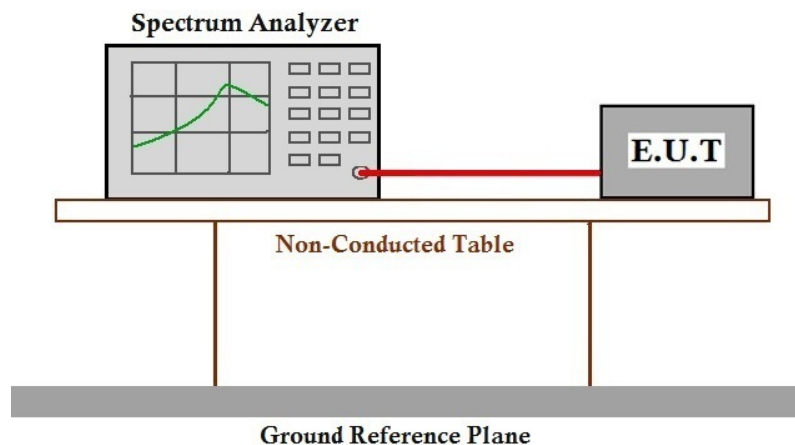 Spectrum Analyzer
E.U.T
Non-Conducted Table
Ground Reference Plane